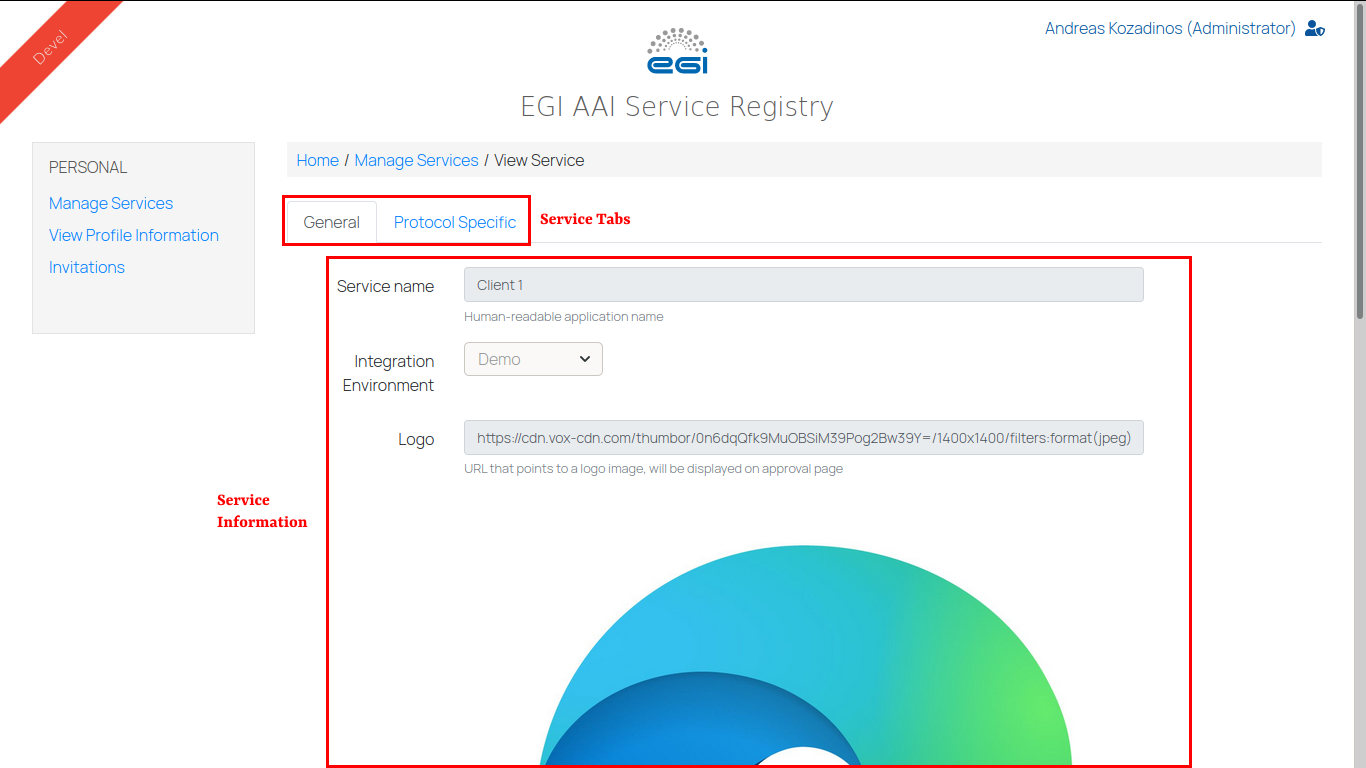 Devel
Andreas Kozadinos (Administrator)
egi
EGI AAI Service Registry
PERSONAL
Manage Services
View Profile Information
Invitations
Home / Manage Services / View Service
General
Protocol Specific
Service Tabs
Service name
Client 1
Human-readable application name
Integration
Environment
Demo
Logo
https://cdn.vox-cdn.com/thumbor/0n6dqQfk9MuOBSiM39Pog2Bw39Y=/1400x1400/filters:format(jpeg)
URL that points to a logo image, will be displayed on approval page
Service
Information